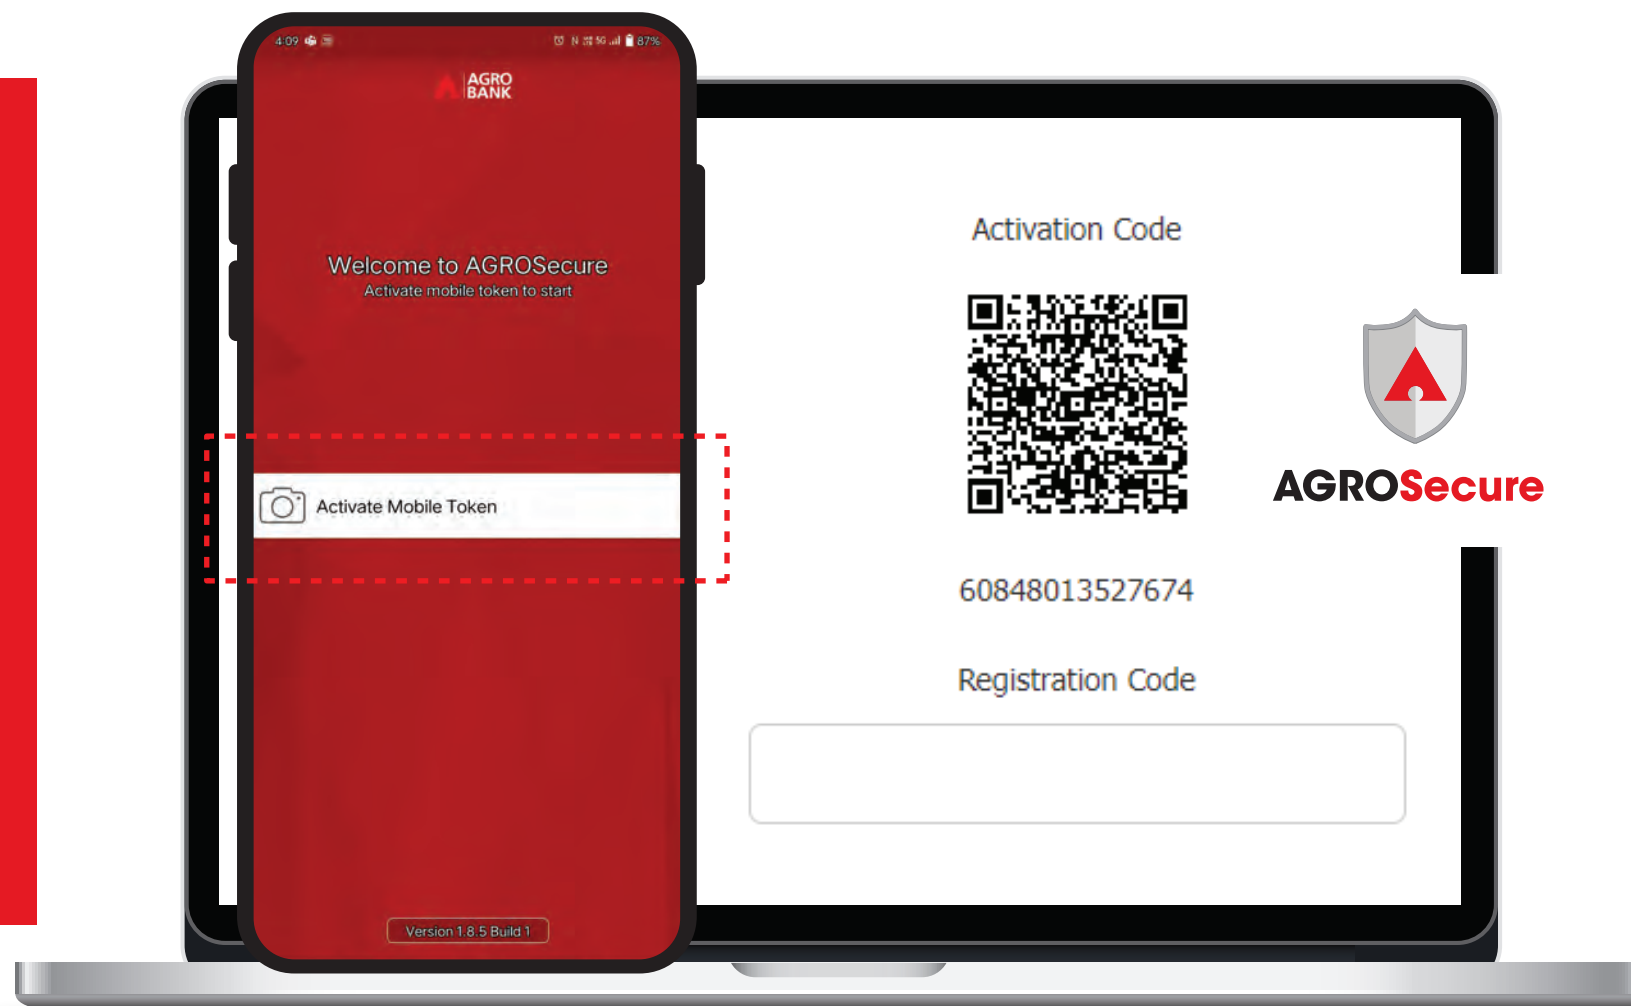 4:09
N 5G 87%
AGRO
BANK
Welcome to AGROSecure
Activate mobile token to start
Activate Mobile Token
Version 1.8.5 Build 1
Activation Code
60848013527674
Registration Code
AGROSecure